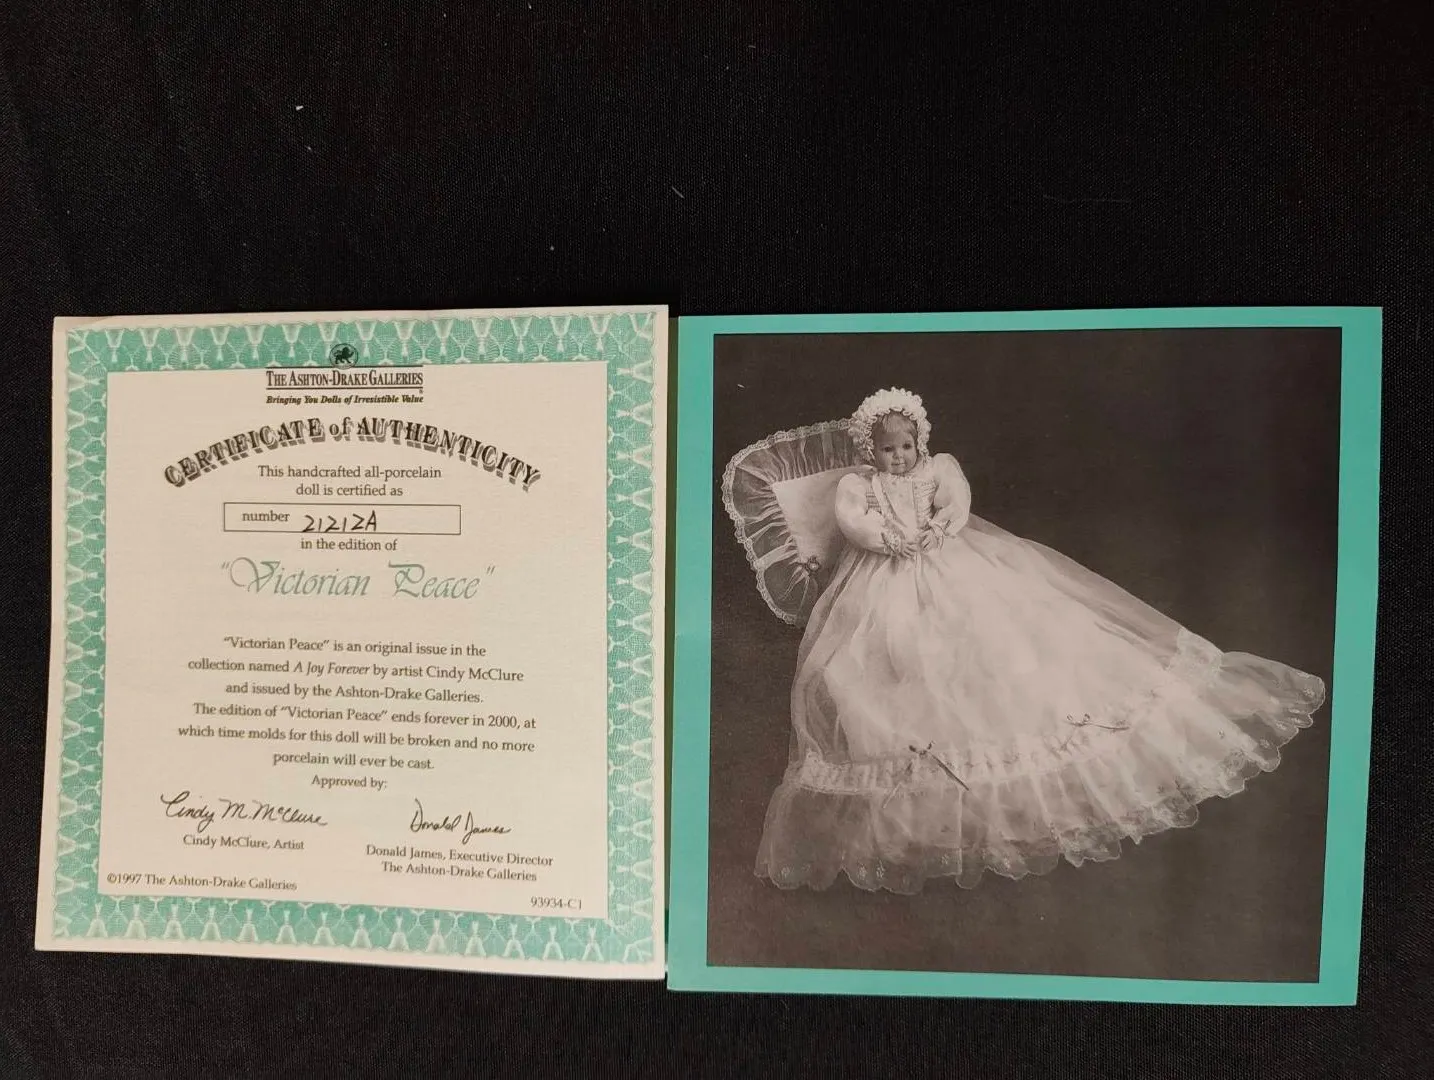 THE ASHTON-DRAKE GALLERIES
®
Bringing You Dolls of Irresistible Value
CERTIFICATE of AUTHENTICITY
This handcrafted all-porcelain
doll is certified as
number 21212A
in the edition of
"Victorian Peace"
"Victorian Peace" is an original issue in the
collection named A Joy Forever by artist Cindy McClure
and issued by the Ashton-Drake Galleries.
The edition of "Victorian Peace" ends forever in 2000, at
which time molds for this doll will be broken and no more
porcelain will ever be cast.
Approved by:
Cindy M. McClure
Cindy McClure, Artist
Donald James
Donald James, Executive Director
The Ashton-Drake Galleries
©1997 The Ashton-Drake Galleries
93934-C1